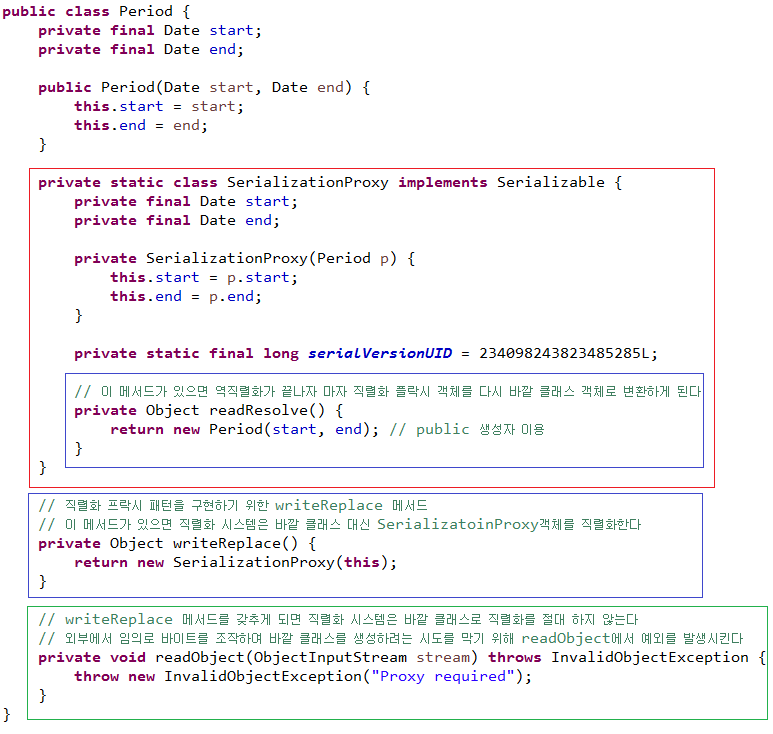 public class Period {
private final Date start;
private final Date end;
public Period(Date start, Date end) {
this.start = start;
this.end = end;
}
private static class SerializationProxy implements Serializable {
private final Date start;
private final Date end;
private SerializationProxy(Period p) {
this.start = p.start;
this.end = p.end;
}
private static final long serialVersionUID = 234098243823485285L;
// 이 메서드가 있으면 역직렬화가 끝나자 마자 직렬화 플락시 객체를 다시 바깥 클래스 객체로 변환하게 된다
private Object readResolve() {
return new Period(start, end); // public 생성자 이용
}
}
// 직렬화 프락시 패턴을 구현하기 위한 writeReplace 메서드
// 이 메서드가 있으면 직렬화 시스템은 바깥 클래스 대신 SerializatoinProxy객체를 직렬화한다
private Object writeReplace() {
return new SerializationProxy(this);
}
// writeReplace 메서드를 갖추게 되면 직렬화 시스템은 바깥 클래스로 직렬화를 절대 하지 않는다
// 외부에서 임의로 바이트를 조작하여 바깥 클래스를 생성하려는 시도를 막기 위해 readObject에서 예외를 발생시킨다
private void readObject(ObjectInputStream stream) throws InvalidObjectException {
throw new InvalidObjectException("Proxy required");
}
}